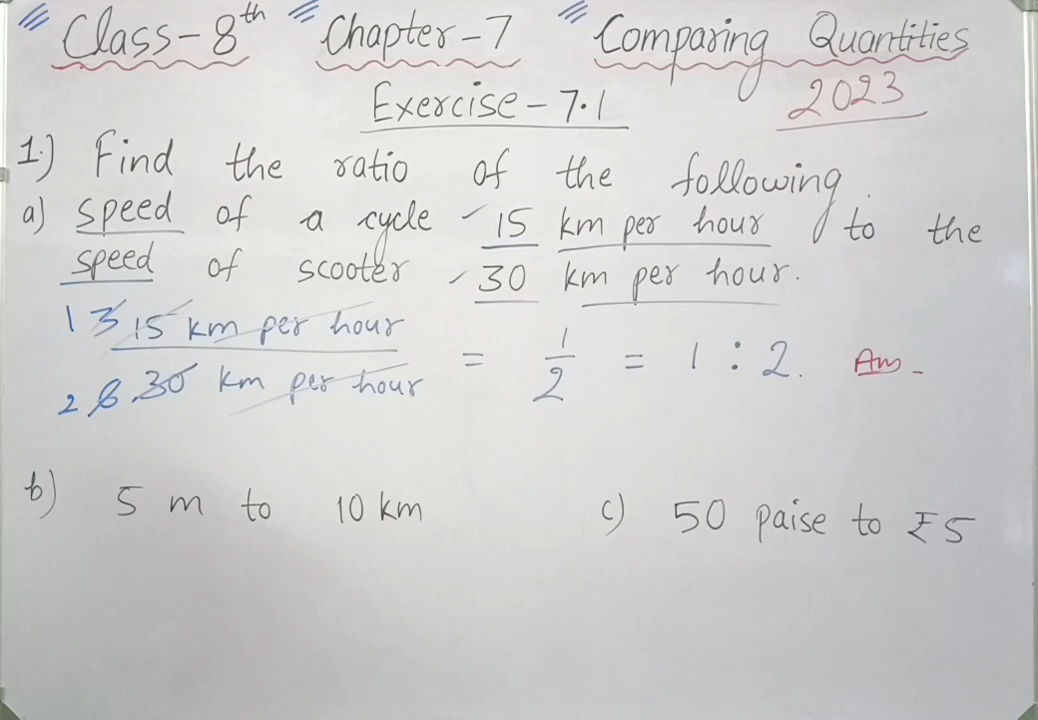 Class-8th Chapter-7 Comparing Quantities
Exercise-7.1 2023
1.) Find the ratio of the following.
a) speed of a cycle - 15 km per hour to the
speed of scooter - 30 km per hour.
1 3 15 km per hour
2 6 30 km per hour = 1/2 = 1 : 2. Ans-
b) 5 m to 10 km c) 50 paise to ₹5